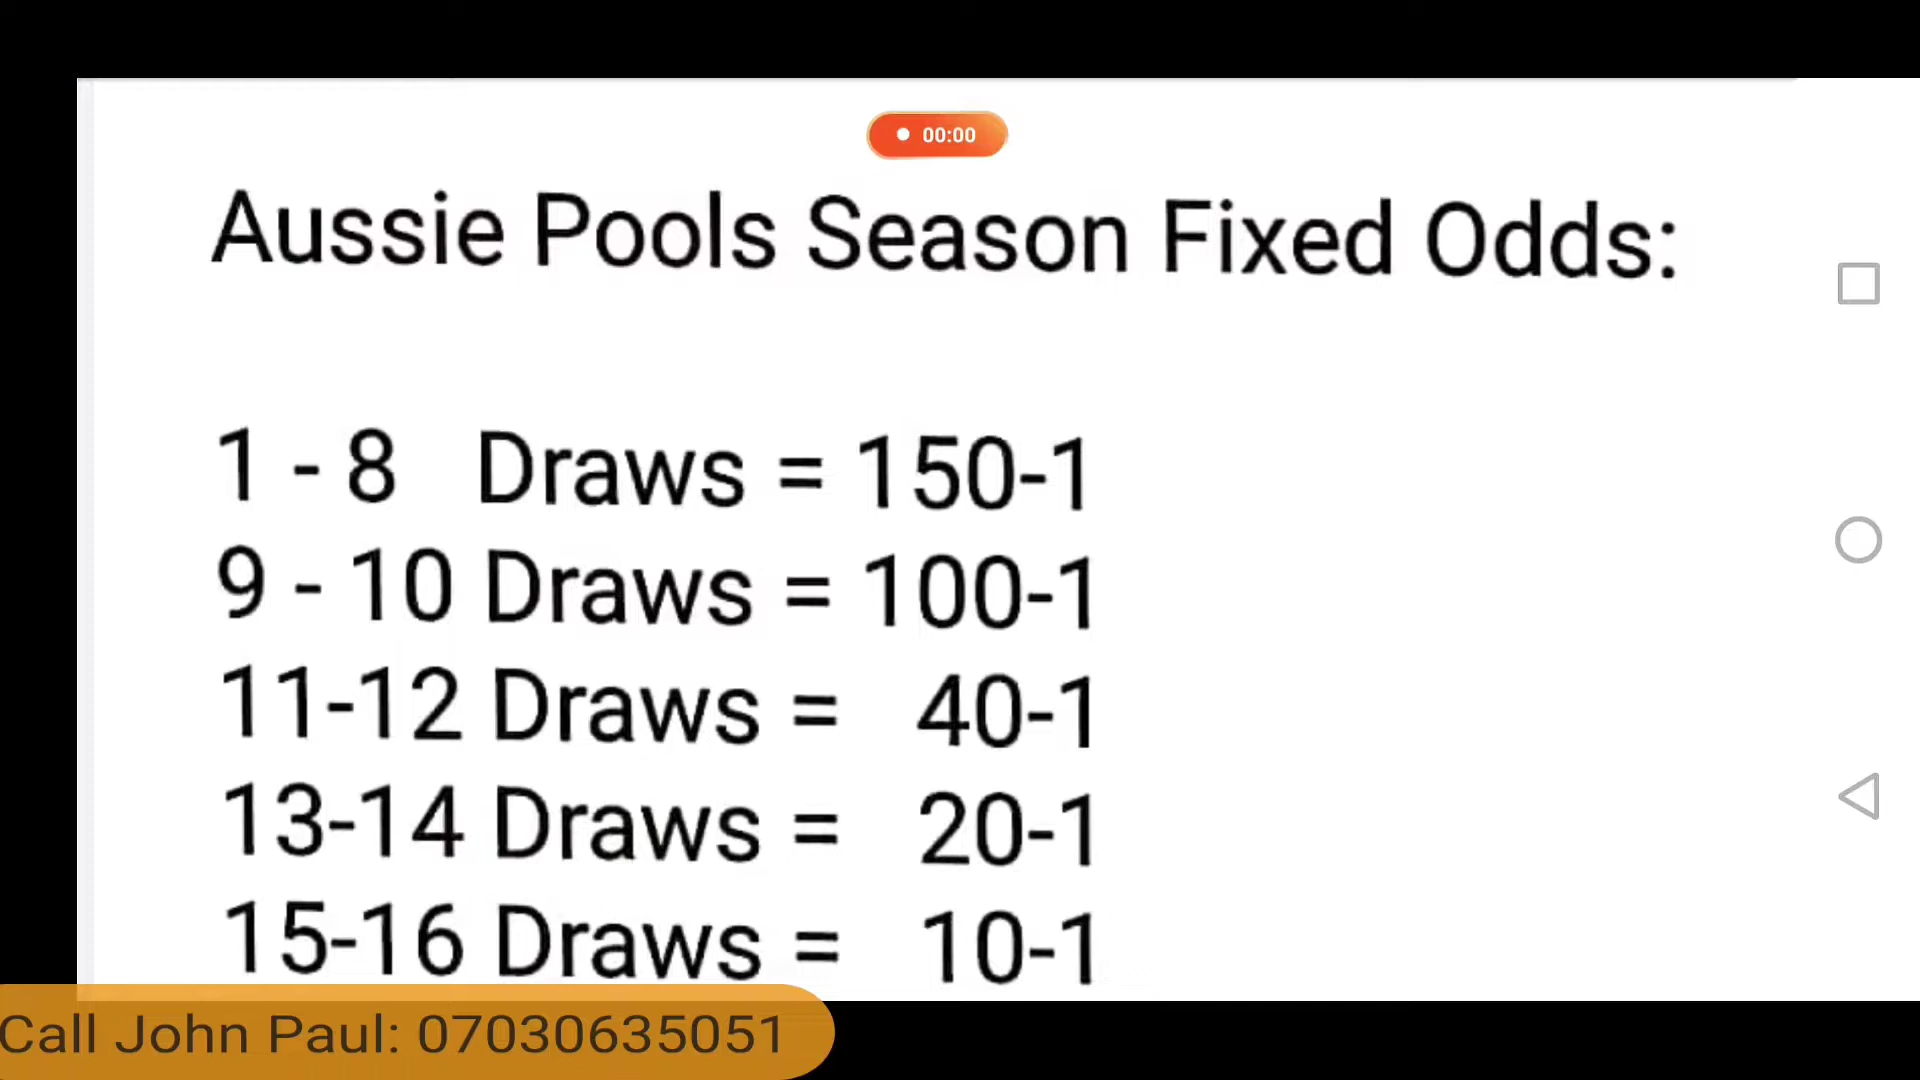 00:00
Aussie Pools Season Fixed Odds:
1 - 8 Draws = 150-1
9 - 10 Draws = 100-1
11-12 Draws = 40-1
13-14 Draws = 20-1
15-16 Draws = 10-1
Call John Paul: 07030635051